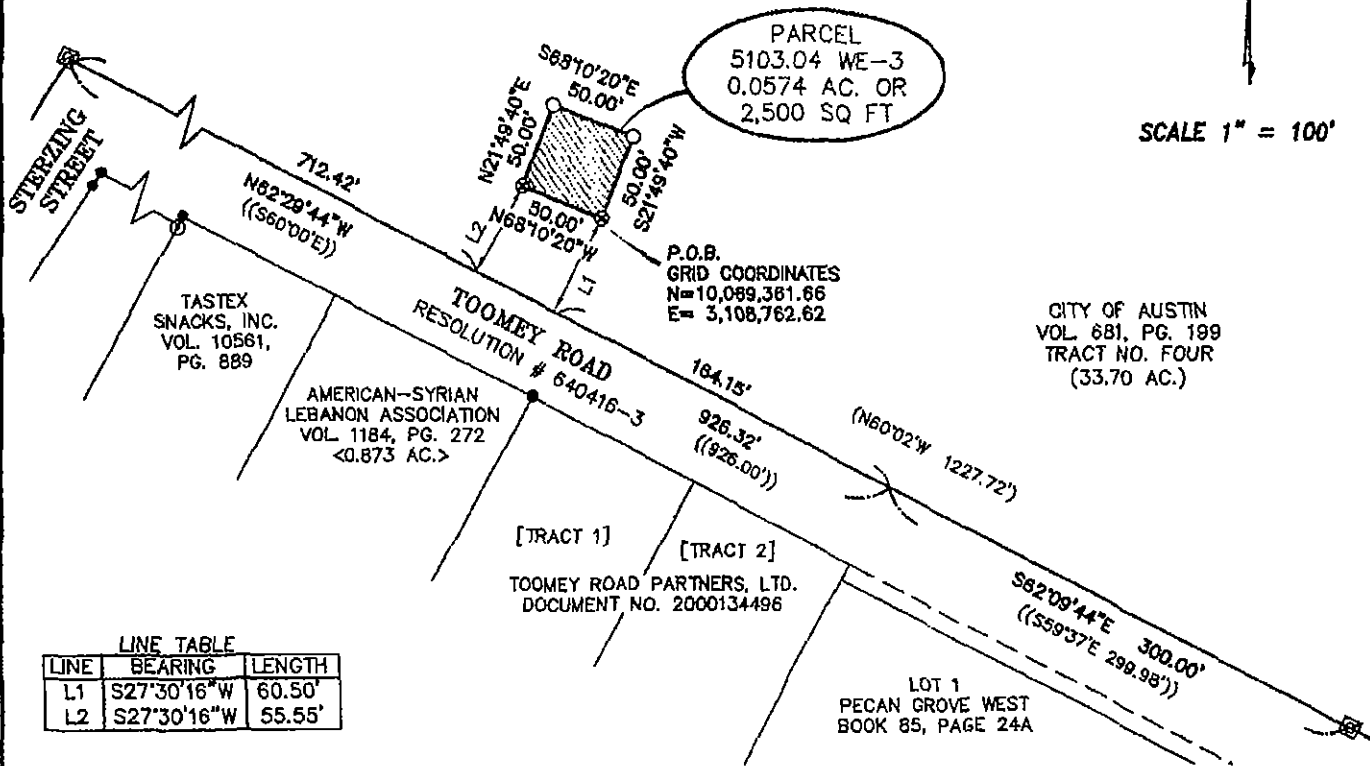 PARCEL
5103.04 WE-3
0.0574 AC. OR
2,500 SQ FT
SCALE 1" = 100'
S68°10'20"E
50.00'
N21°49'40"E
50.00'
50.00'
S21°49'40"W
50.00'
N68°10'20"W
L2
L1
P.O.B.
GRID COORDINATES
N=10,069,361.66
E= 3,108,762.62
STERZING
STREET
712.42'
N62°29'44"W
((S60°00'E))
TOOMEY ROAD
RESOLUTION # 640416-3
184.15'
926.32'
((926.00'))
(N60°02'W 1227.72')
CITY OF AUSTIN
VOL. 681, PG. 199
TRACT NO. FOUR
(33.70 AC.)
TASTEX
SNACKS, INC.
VOL. 10561,
PG. 889
AMERICAN-SYRIAN
LEBANON ASSOCIATION
VOL. 1184, PG. 272
<0.873 AC.>
[TRACT 1]
[TRACT 2]
TOOMEY ROAD PARTNERS, LTD.
DOCUMENT NO. 2000134496
S62°09'44"E 300.00'
((S59°37'E 299.98'))
LOT 1
PECAN GROVE WEST
BOOK 85, PAGE 24A
LINE TABLE
LINE BEARING LENGTH
L1 S27°30'16"W 60.50'
L2 S27°30'16"W 55.55'